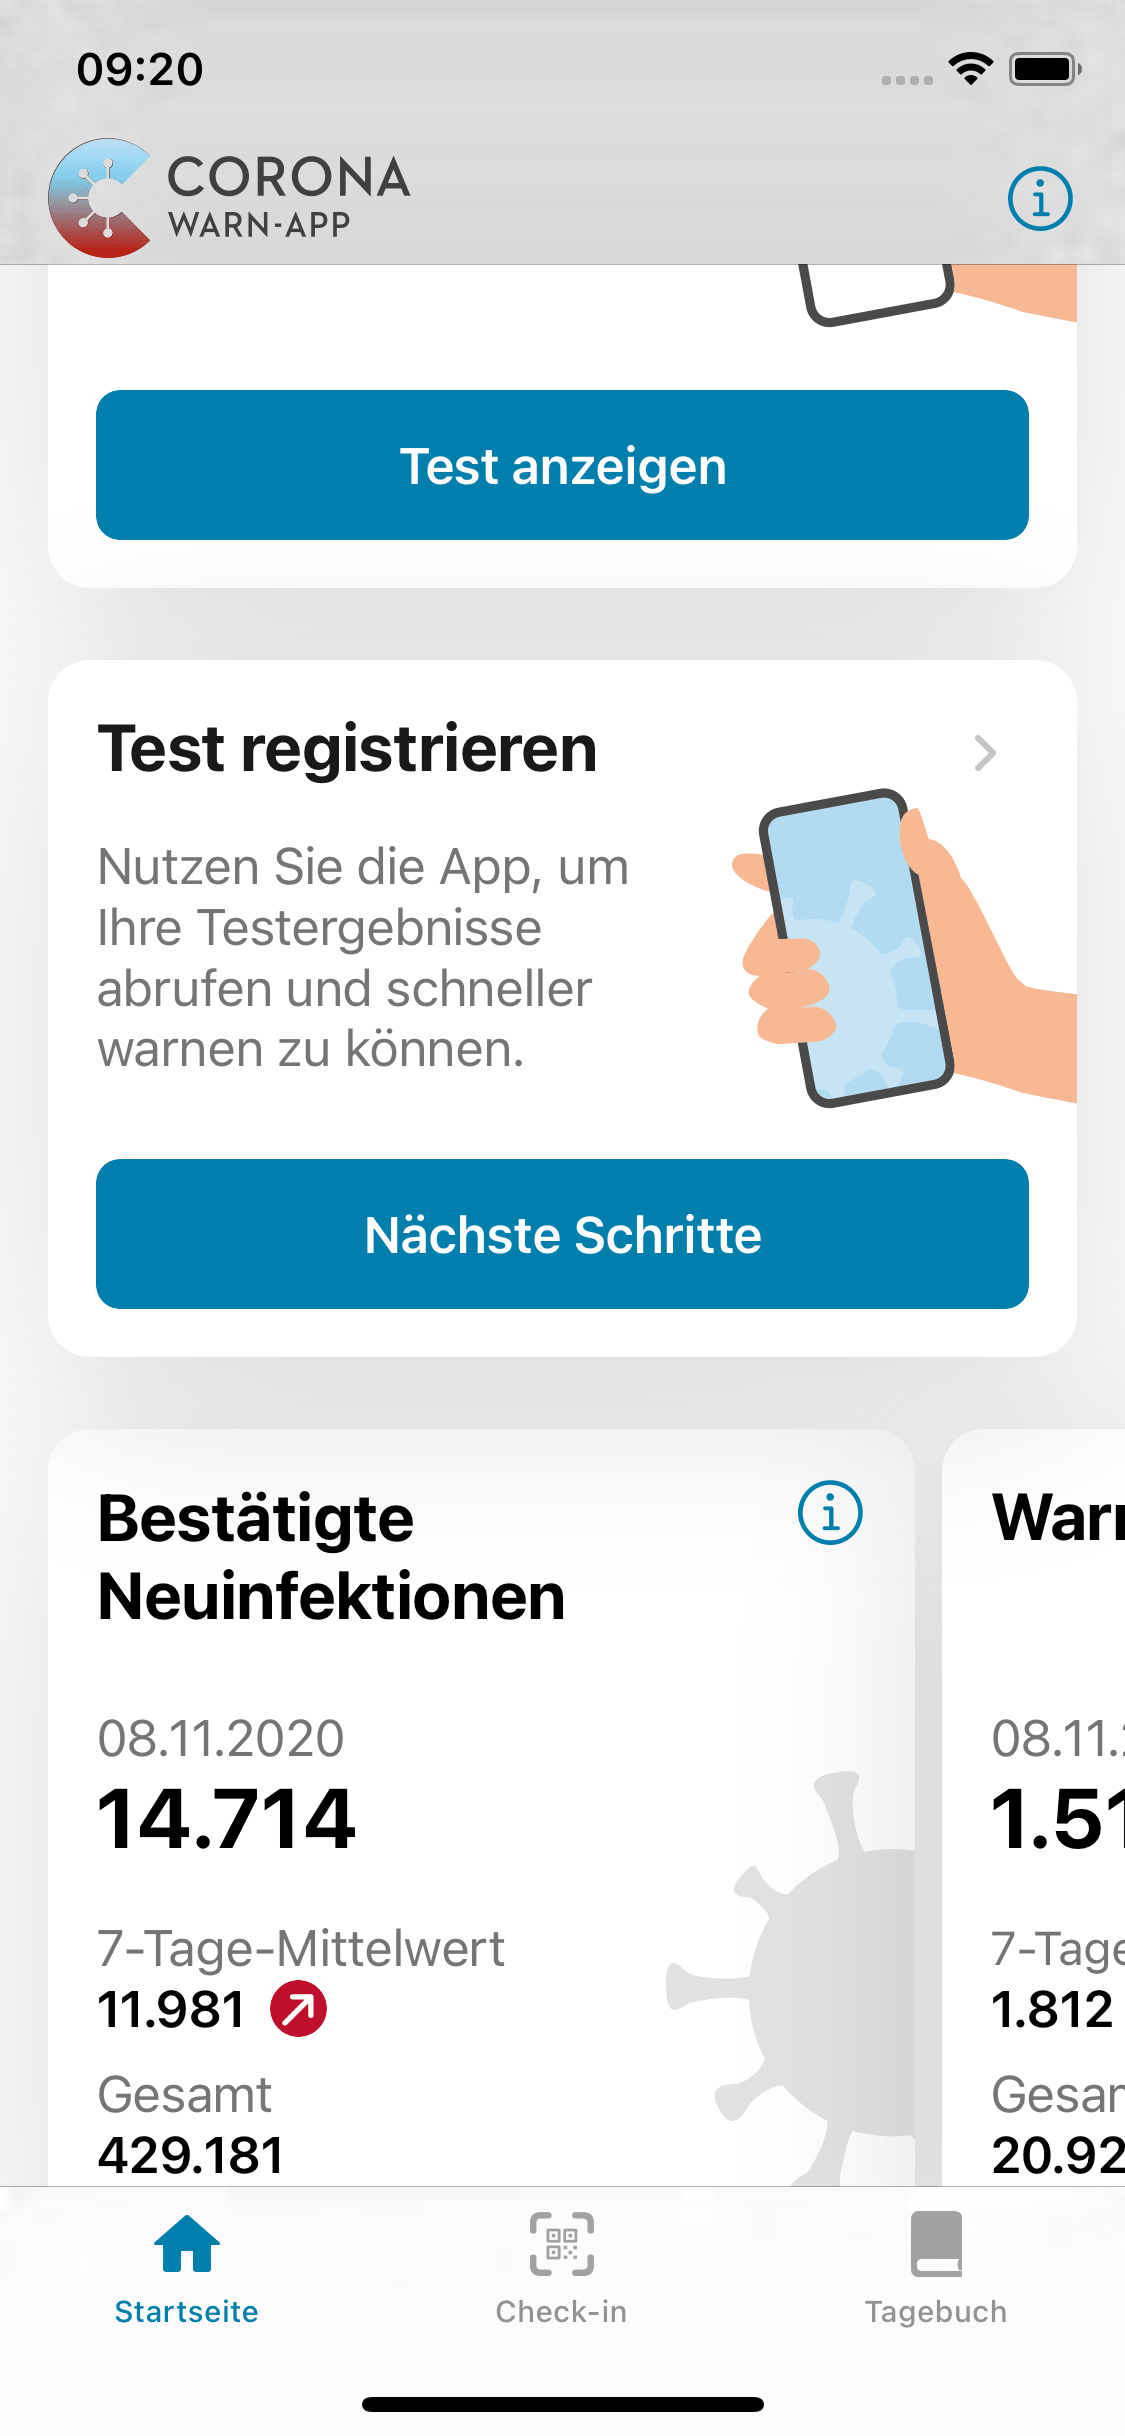 09:20
CORONA
WARN-APP
Test anzeigen
Test registrieren
Nutzen Sie die App, um
Ihre Testergebnisse
abrufen und schneller
warnen zu können.
Nächste Schritte
Bestätigte
Neuinfektionen
08.11.2020
14.714
7-Tage-Mittelwert
11.981
Gesamt
429.181
08.11.
1.51
7-Tage
1.812
20.92
Startseite
Check-in
Tagebuch